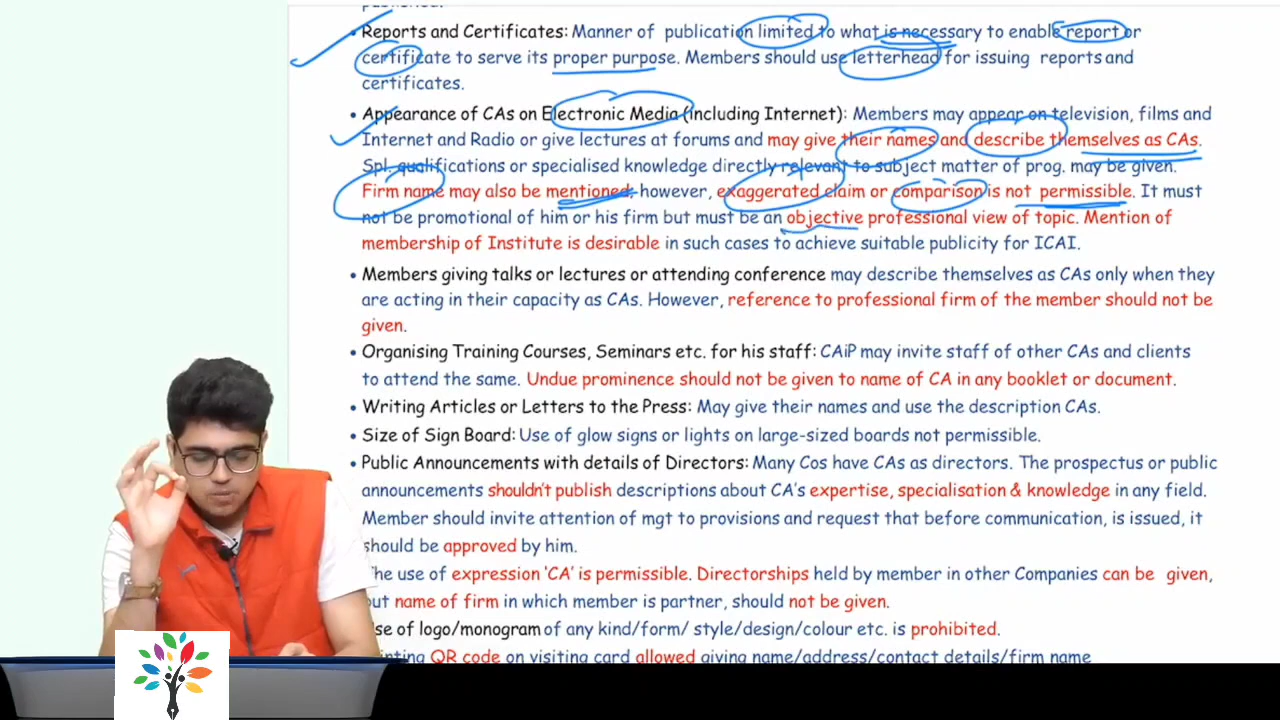 published.
• Reports and Certificates: Manner of publication limited to what is necessary to enable report or
certificate to serve its proper purpose. Members should use letterhead for issuing reports and
certificates.
• Appearance of CAs on Electronic Media (including Internet): Members may appear on television, films and
Internet and Radio or give lectures at forums and may give their names and describe themselves as CAs.
Spl. qualifications or specialised knowledge directly relevant to subject matter of prog. may be given.
Firm name may also be mentioned; however, exaggerated claim or comparison is not permissible. It must
not be promotional of him or his firm but must be an objective professional view of topic. Mention of
membership of Institute is desirable in such cases to achieve suitable publicity for ICAI.
• Members giving talks or lectures or attending conference may describe themselves as CAs only when they
are acting in their capacity as CAs. However, reference to professional firm of the member should not be
given.
• Organising Training Courses, Seminars etc. for his staff: CAiP may invite staff of other CAs and clients
to attend the same. Undue prominence should not be given to name of CA in any booklet or document.
• Writing Articles or Letters to the Press: May give their names and use the description CAs.
• Size of Sign Board: Use of glow signs or lights on large-sized boards not permissible.
• Public Announcements with details of Directors: Many Cos have CAs as directors. The prospectus or public
announcements shouldn't publish descriptions about CA's expertise, specialisation & knowledge in any field.
Member should invite attention of mgt to provisions and request that before communication, is issued, it
should be approved by him.
The use of expression 'CA' is permissible. Directorships held by member in other Companies can be given,
but name of firm in which member is partner, should not be given.
Use of logo/monogram of any kind/form/ style/design/colour etc. is prohibited.
QR code on visiting card allowed giving name/address/contact details/firm name